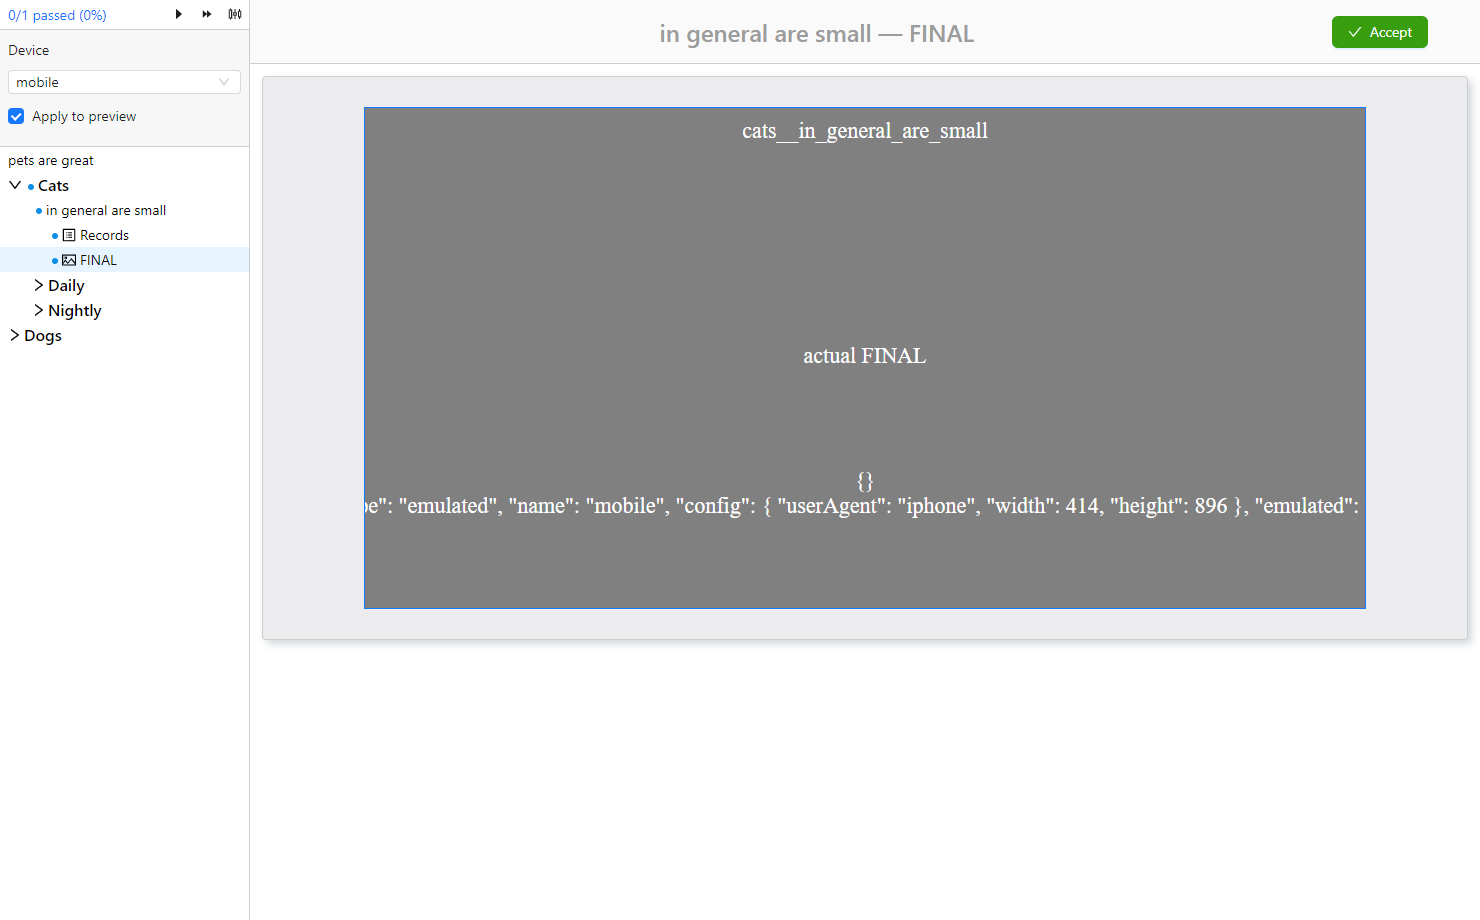 0/1 passed (0%)
Device
mobile
Apply to preview
pets are great
Cats
in general are small
Records
FINAL
Daily
Nightly
Dogs
in general are small — FINAL
Accept
cats__in_general_are_small
actual FINAL
{}
": "emulated", "name": "mobile", "config": { "userAgent": "iphone", "width": 414, "height": 896 }, "emulated":